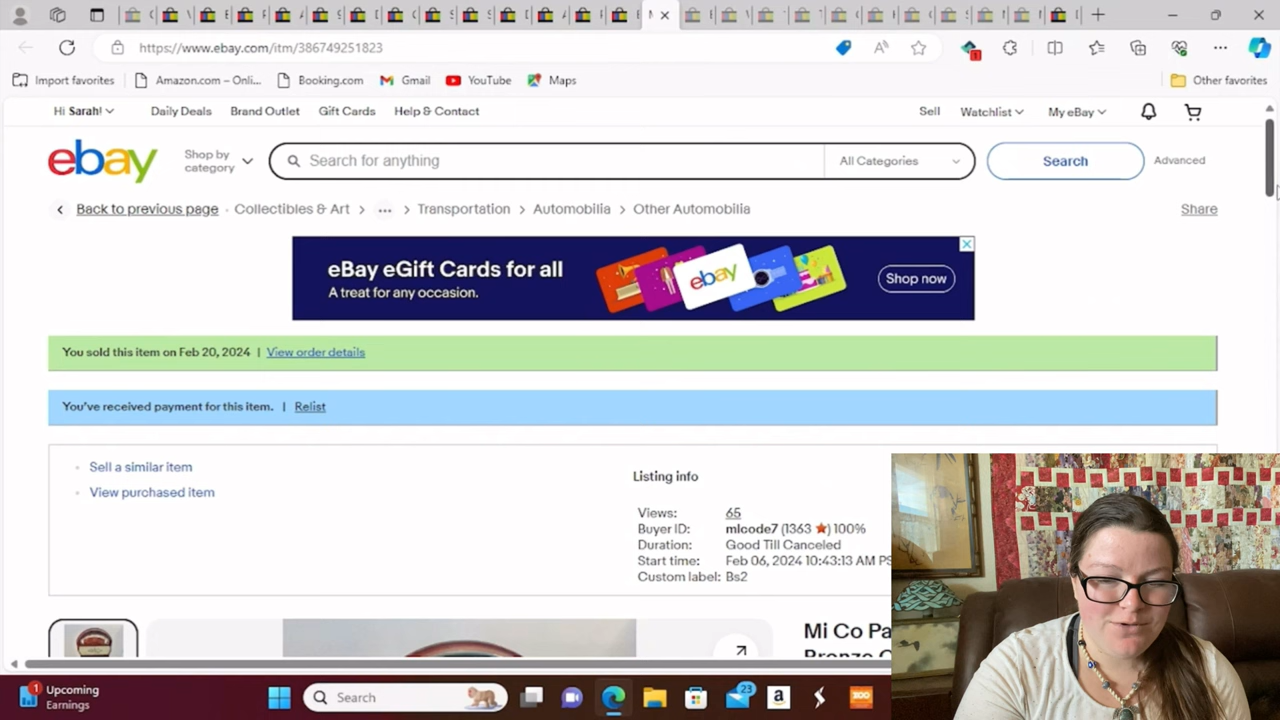 https://www.ebay.com/itm/386749251823
Import favorites
Amazon.com – Onli...
Booking.com
Gmail
YouTube
Maps
Other favorites
Hi Sarah!
Daily Deals
Brand Outlet
Gift Cards
Help & Contact
Sell
Watchlist
My eBay
ebay
Shop by category
Search for anything
All Categories
Search
Advanced
Back to previous page
Collectibles & Art
...
Transportation
Automobilia
Other Automobilia
Share
eBay eGift Cards for all
A treat for any occasion.
ebay
Shop now
You sold this item on Feb 20, 2024 | View order details
You've received payment for this item. | Relist
Sell a similar item
View purchased item
Listing info
Views: 65
Buyer ID: mlcode7 (1363 ★) 100%
Duration: Good Till Canceled
Start time: Feb 06, 2024 10:43:13 AM
Custom label: Bs2
Mi Co
1
Upcoming
Earnings
Search
23